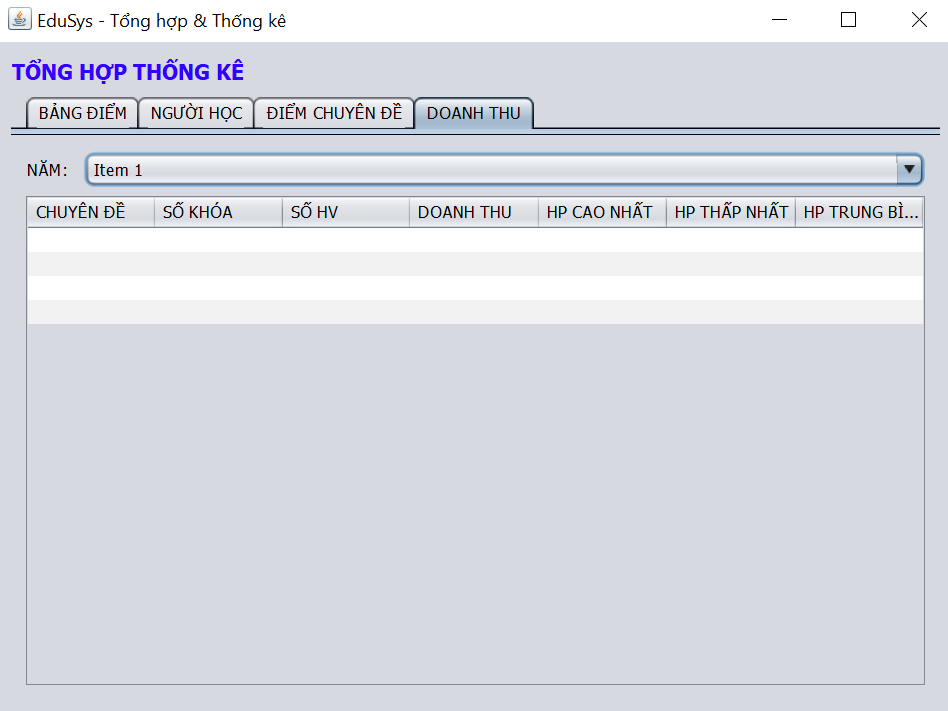 EduSys - Tổng hợp & Thống kê
TỔNG HỢP THỐNG KÊ
BẢNG ĐIỂM NGƯỜI HỌC ĐIỂM CHUYÊN ĐỀ DOANH THU
NĂM: Item 1
CHUYÊN ĐỀ SỐ KHÓA SỐ HV DOANH THU HP CAO NHẤT HP THẤP NHẤT HP TRUNG BÌ...